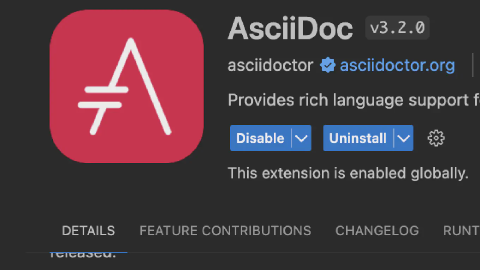 AsciiDoc v3.2.0
asciidoctor asciidoctor.org
Provides rich language support f
Disable Uninstall
This extension is enabled globally.
DETAILS FEATURE CONTRIBUTIONS CHANGELOG RUNT
released.